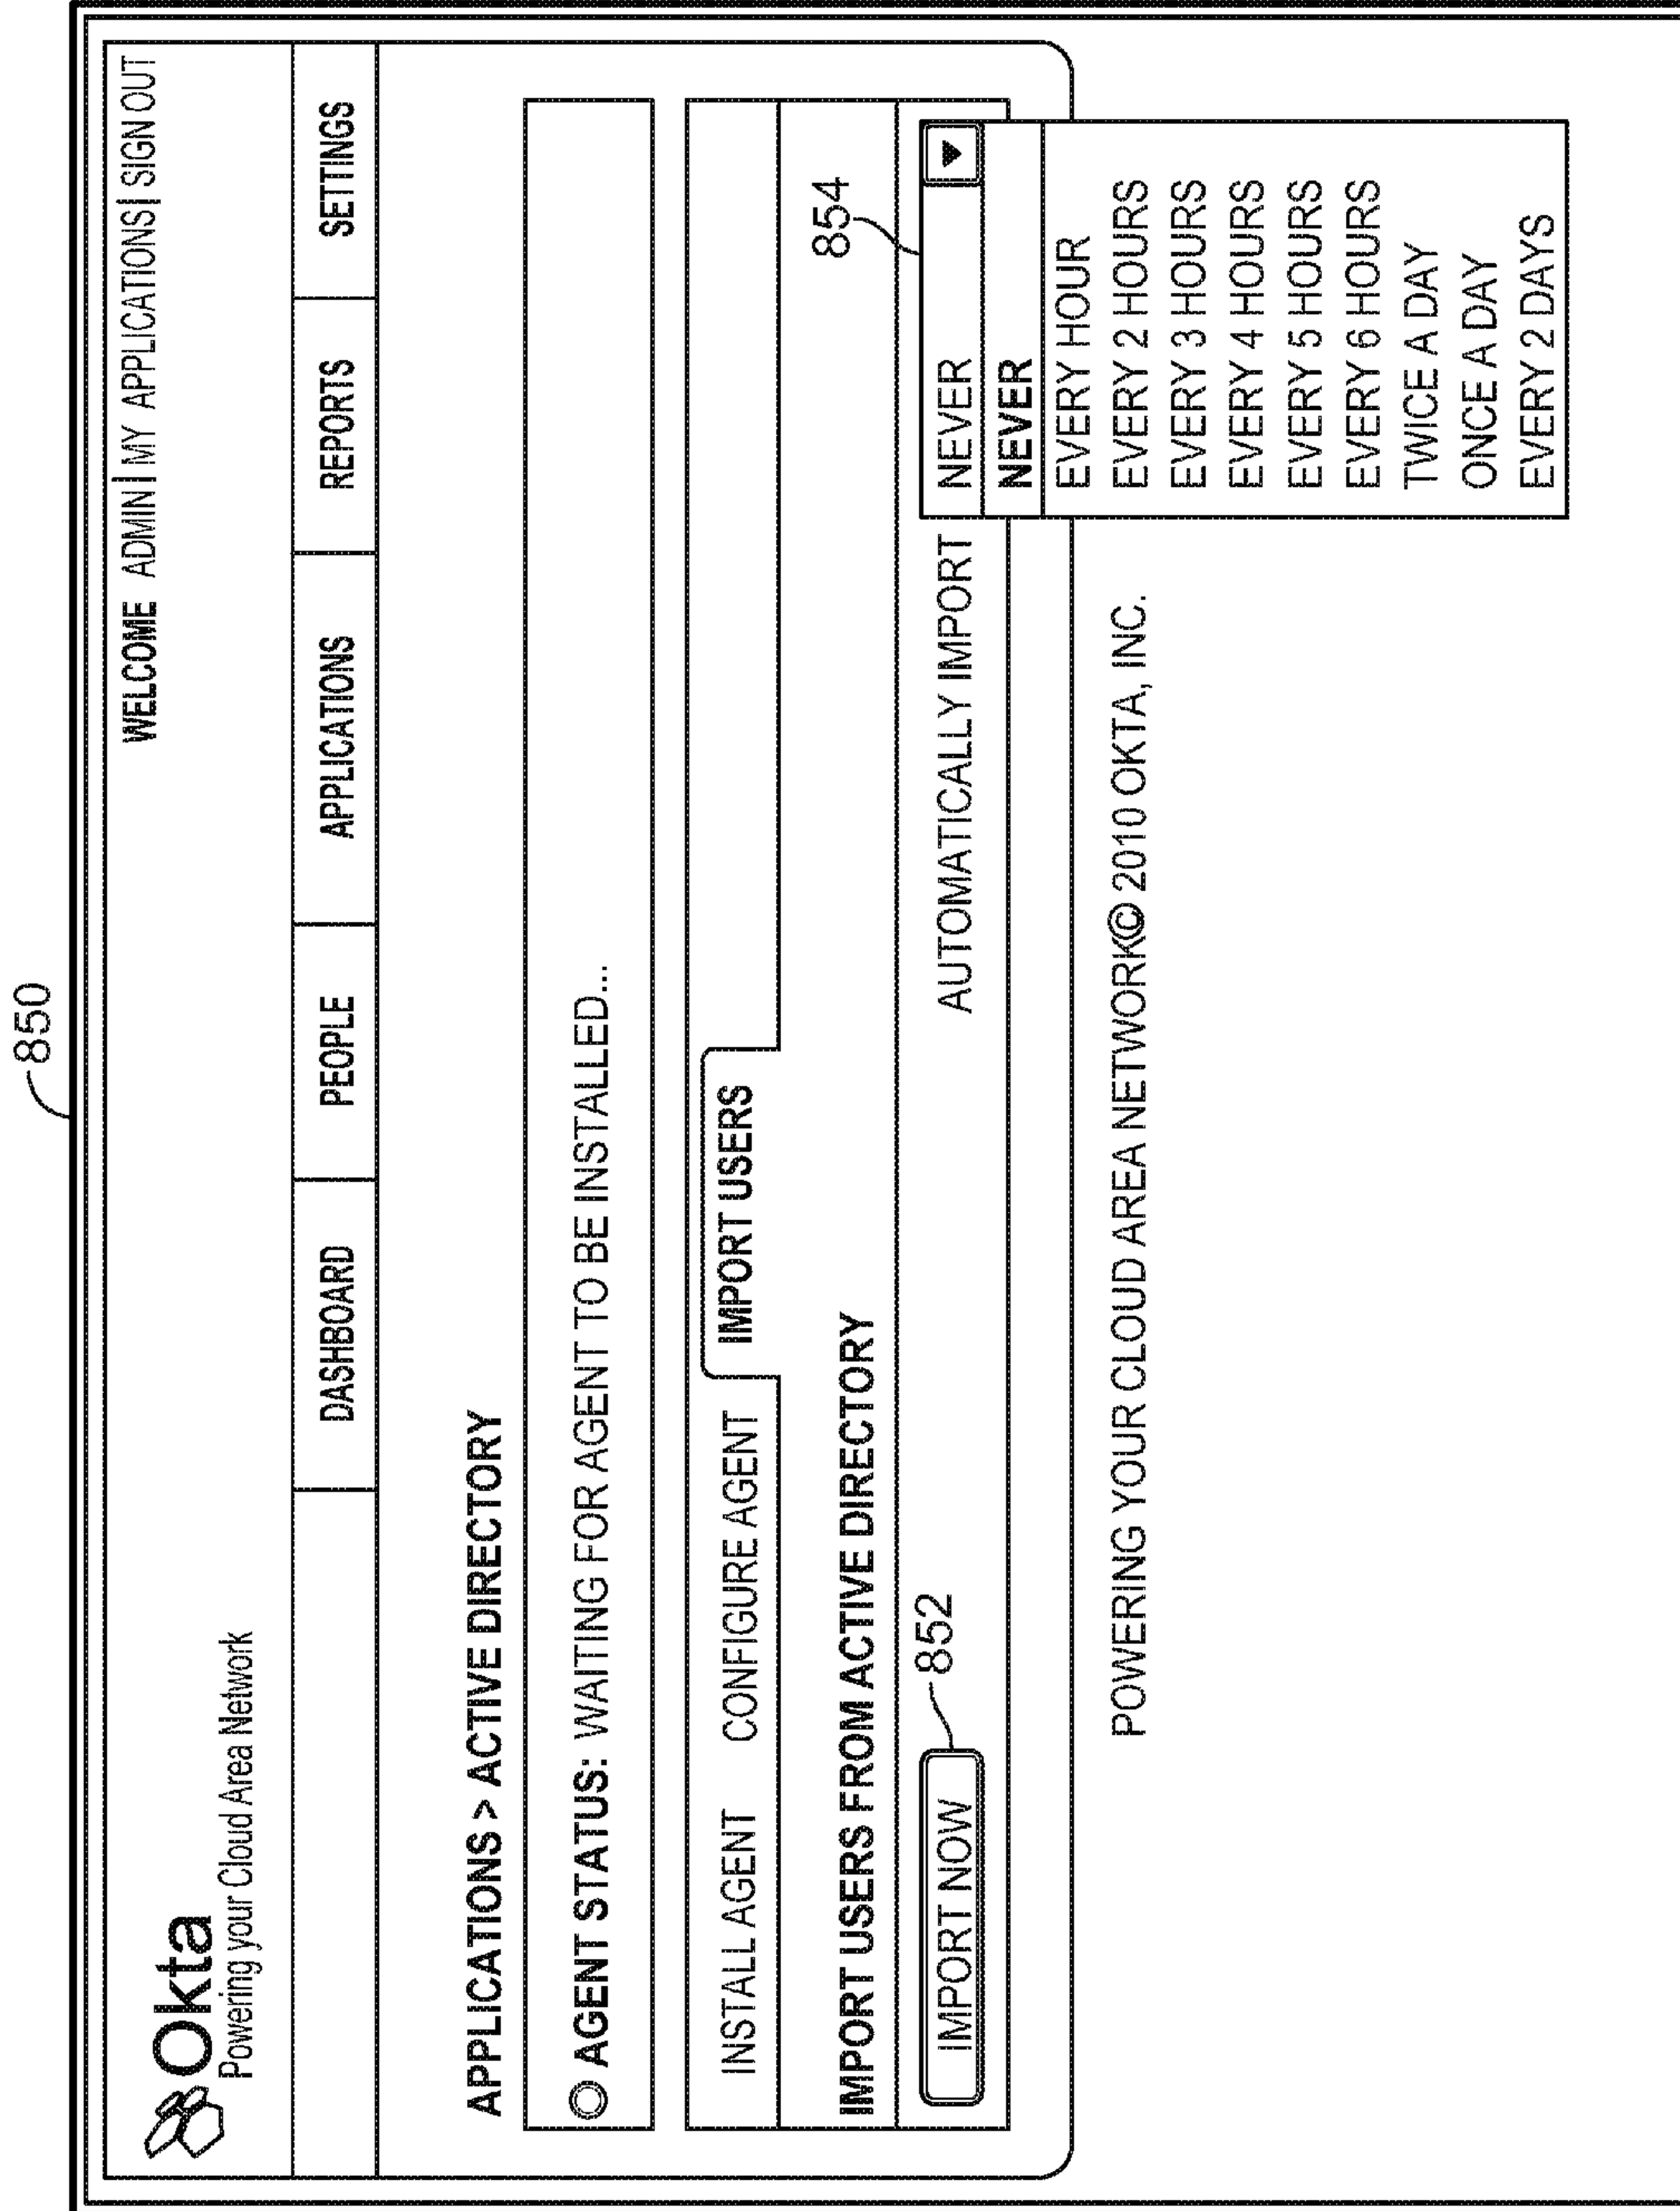 850
WELCOME ADMIN| MY APPLICATIONS| SIGN OUT
Okta
Powering your Cloud Area Network
DASHBOARD PEOPLE APPLICATIONS REPORTS SETTINGS
APPLICATIONS > ACTIVE DIRECTORY
AGENT STATUS: WAITING FOR AGENT TO BE INSTALLED...
INSTALL AGENT CONFIGURE AGENT IMPORT USERS
IMPORT USERS FROM ACTIVE DIRECTORY
854
IMPORT NOW
852
AUTOMATICALLY IMPORT
NEVER
NEVER
EVERY HOUR
EVERY 2 HOURS
EVERY 3 HOURS
EVERY 4 HOURS
EVERY 5 HOURS
EVERY 6 HOURS
TWICE A DAY
ONCE A DAY
EVERY 2 DAYS
POWERING YOUR CLOUD AREA NETWORK© 2010 OKTA, INC.